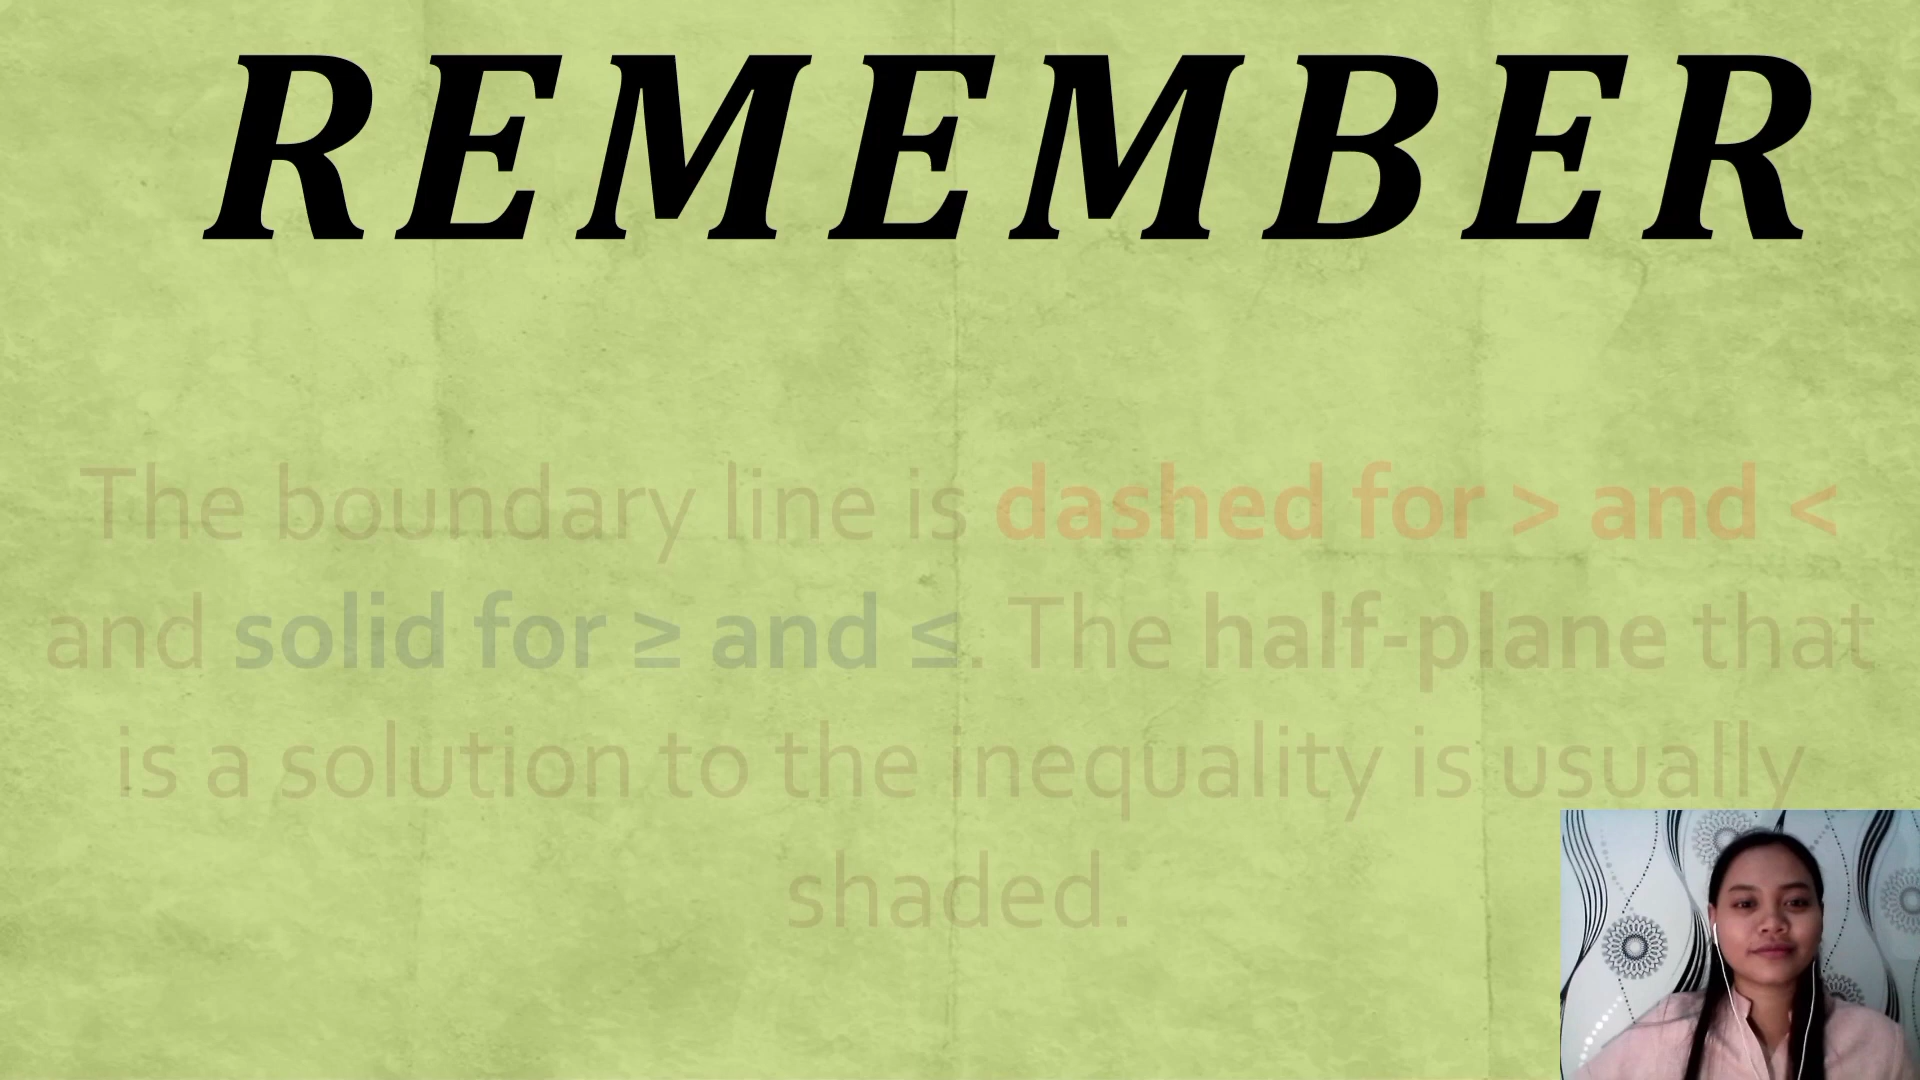 REMEMBER
The boundary line is dashed for > and <
and solid for ≥ and ≤. The half-plane that
is a solution to the inequality is usually
shaded.